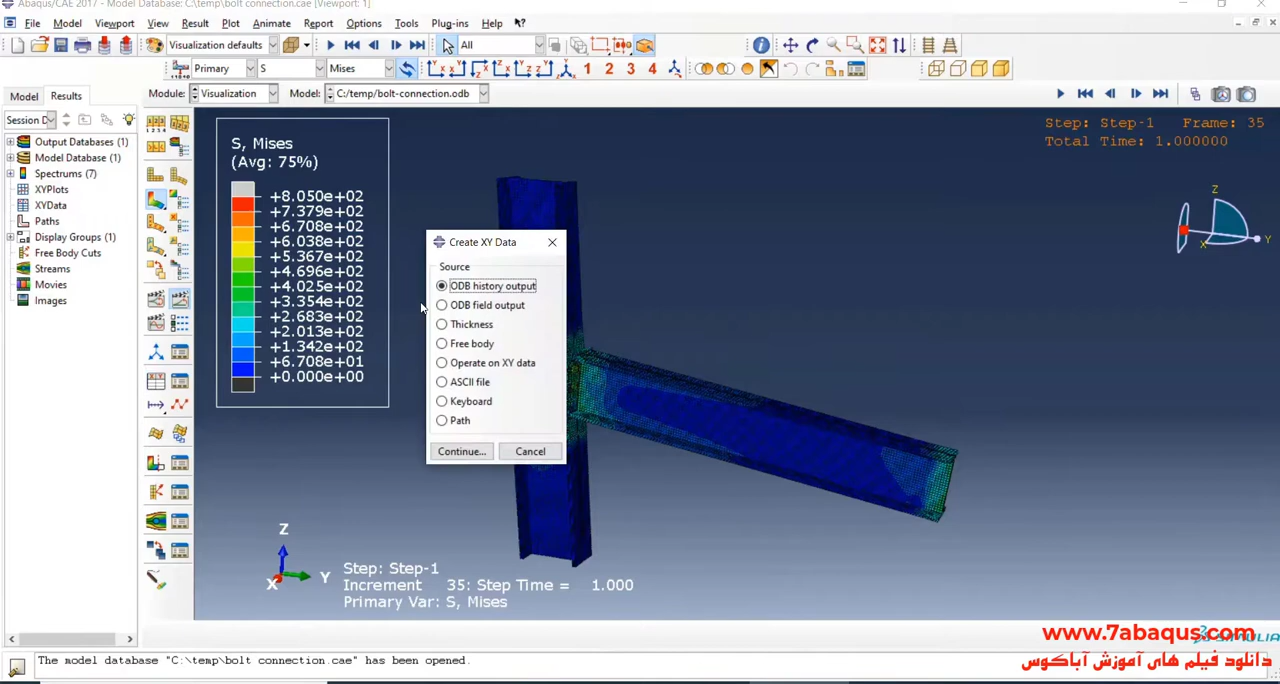 Abaqus/CAE 2017 - Model Database: C:\temp\bolt connection.cae [Viewport: 1]
File Model Viewport View Result Plot Animate Report Options Tools Plug-ins Help
Visualization defaults All
Primary S Mises 1 2 3 4
Model Results Module: Visualization Model: C:/temp/bolt-connection.odb
Session D
Output Databases (1)
Model Database (1)
Spectrums (7)
XYPlots
XYData
Paths
Display Groups (1)
Free Body Cuts
Streams
Movies
Images
S, Mises
(Avg: 75%)
+8.050e+02
+7.379e+02
+6.708e+02
+6.038e+02
+5.367e+02
+4.696e+02
+4.025e+02
+3.354e+02
+2.683e+02
+2.013e+02
+1.342e+02
+6.708e+01
+0.000e+00
Create XY Data
Source
ODB history output
ODB field output
Thickness
Free body
Operate on XY data
ASCII file
Keyboard
Path
Continue... Cancel
Step: Step-1 Frame: 35
Total Time: 1.000000
Z
Y
X
Z
Y
X
Step: Step-1
Increment 35: Step Time = 1.000
Primary Var: S, Mises
www.7abaqus.com
دانلود فیلم های آموزش آباکوس
The model database "C:\temp\bolt connection.cae" has been opened.